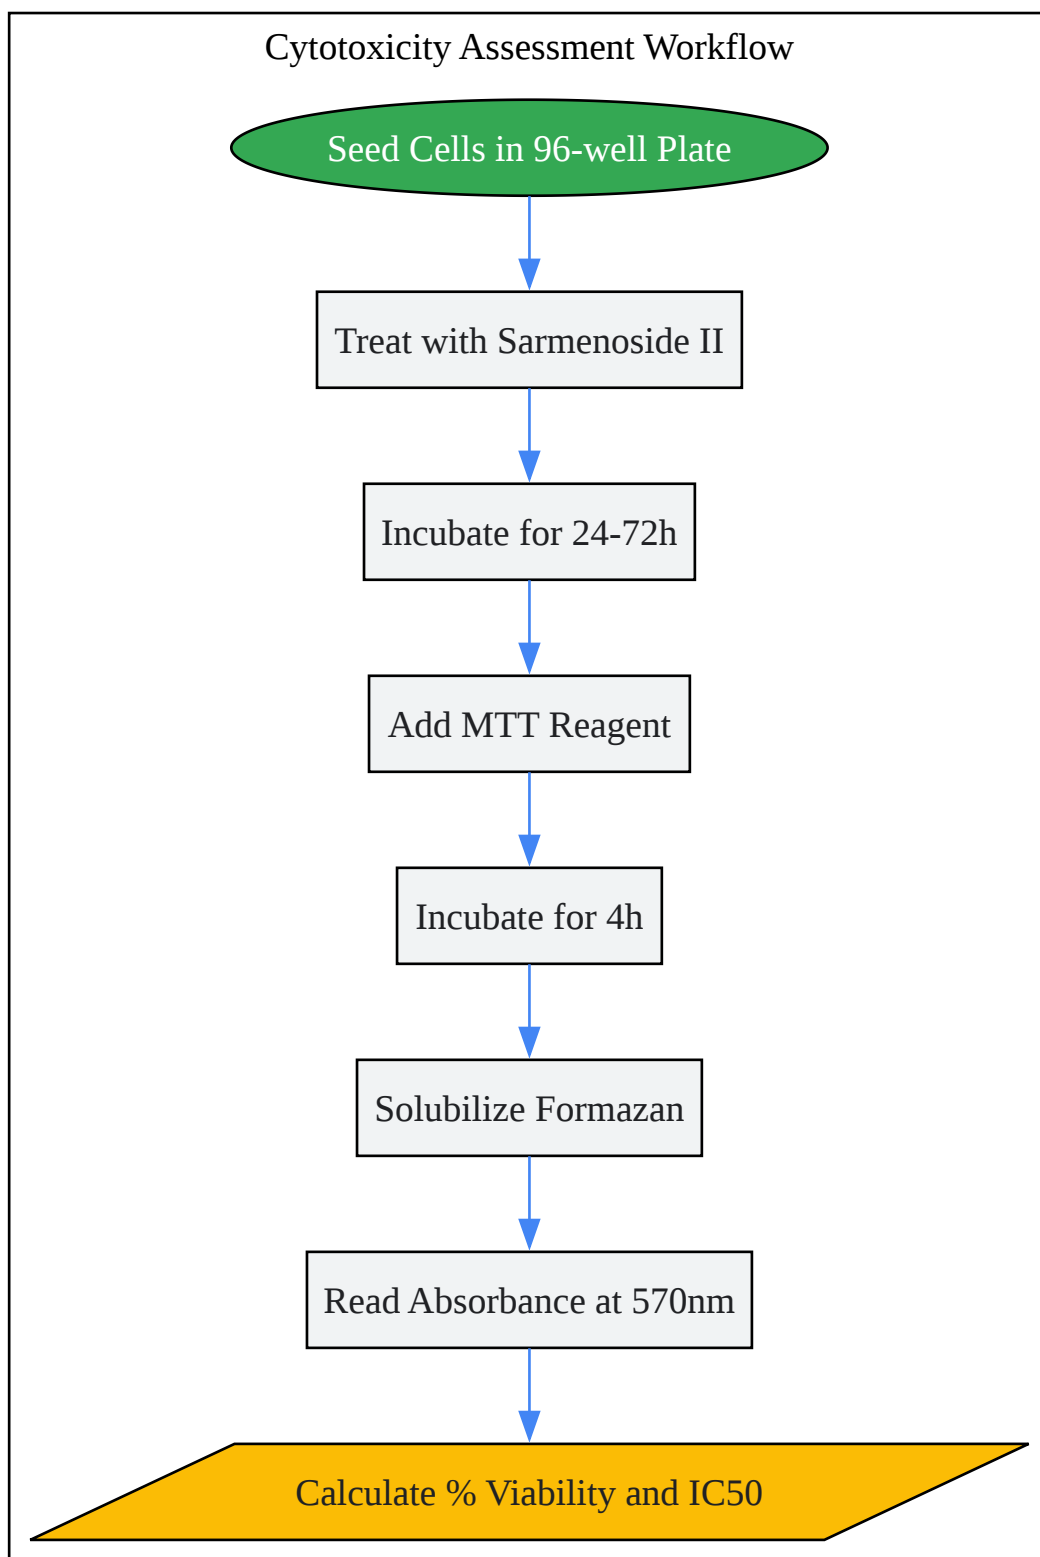 Cytotoxicity Assessment Workflow
Seed Cells in 96-well Plate
Treat with Sarmenoside II
Incubate for 24-72h
Add MTT Reagent
Incubate for 4h
Solubilize Formazan
Read Absorbance at 570nm
Calculate % Viability and IC50